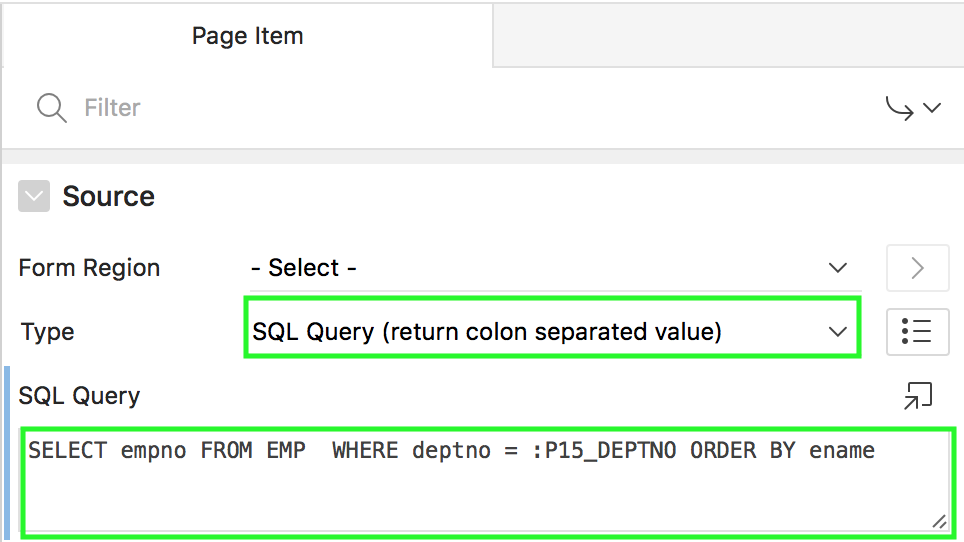 Page Item
Filter
Source
Form Region - Select -
Type SQL Query (return colon separated value)
SQL Query
SELECT empno FROM EMP  WHERE deptno = :P15_DEPTNO ORDER BY ename